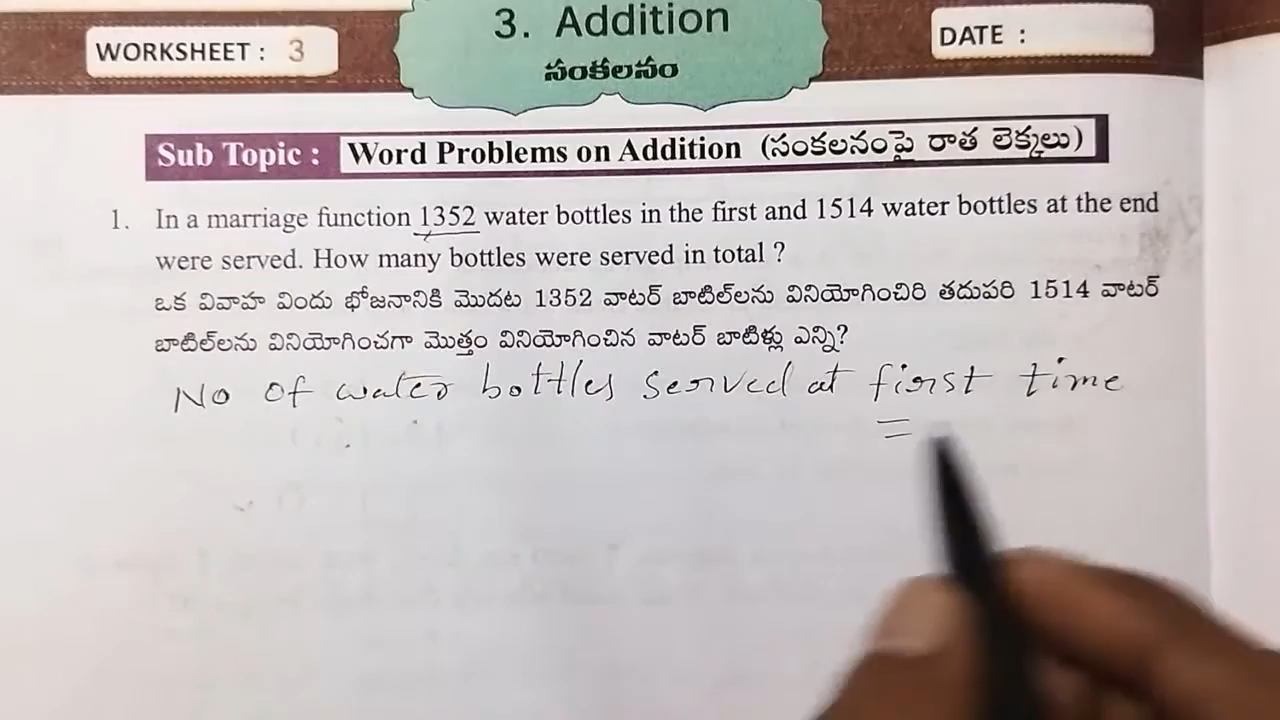 WORKSHEET : 3
3. Addition
సంకలనం
DATE :
Sub Topic : Word Problems on Addition (సంకలనంపై రాత లెక్కలు)
1. In a marriage function 1352 water bottles in the first and 1514 water bottles at the end
were served. How many bottles were served in total ?
ఒక వివాహ విందు భోజనానికి మొదట 1352 వాటర్ బాటిల్‌లను వినియోగించిరి తదుపరి 1514 వాటర్
బాటిల్‌లను వినియోగించగా మొత్తం వినియోగించిన వాటర్ బాటిళ్లు ఎన్ని?
No of water bottles served at first time
=